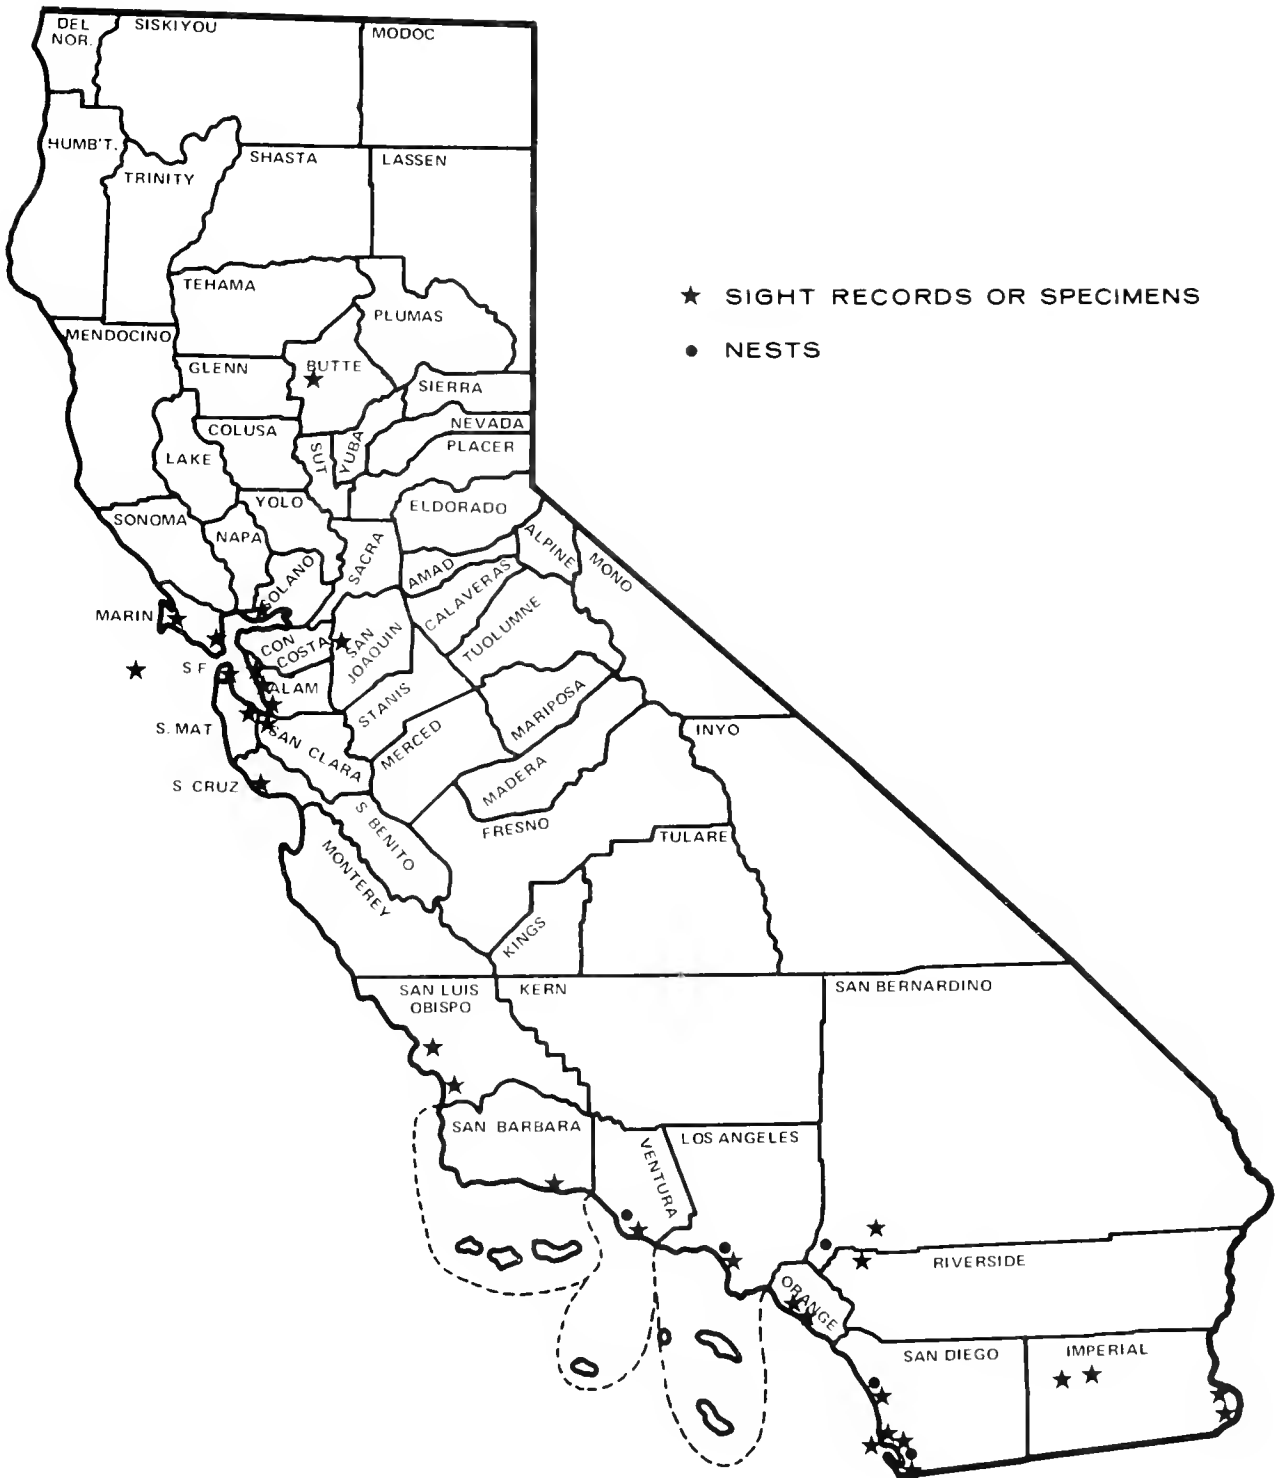 DEL
NOR.
SISKIYOU
MODOC
HUMB'T.
TRINITY
SHASTA
LASSEN
TEHAMA
PLUMAS
★ SIGHT RECORDS OR SPECIMENS
● NESTS
MENDOCINO
GLENN
BUTTE
SIERRA
NEVADA
COLUSA
SUT
YUBA
PLACER
LAKE
YOLO
ELDORADO
SONOMA
NAPA
SACRA
ALPINE
MONO
SOLANO
AMAD
CALAVERAS
MARIN
CON
COSTA
SAN
JOAQUIN
TUOLUMNE
S F
ALAM
STANIS
MARIPOSA
S. MAT
SAN CLARA
MERCED
INYO
S CRUZ
MADERA
S BENITO
FRESNO
TULARE
MONTEREY
KINGS
SAN LUIS
OBISPO
KERN
SAN BERNARDINO
SAN BARBARA
VENTURA
LOS ANGELES
RIVERSIDE
ORANGE
SAN DIEGO
IMPERIAL